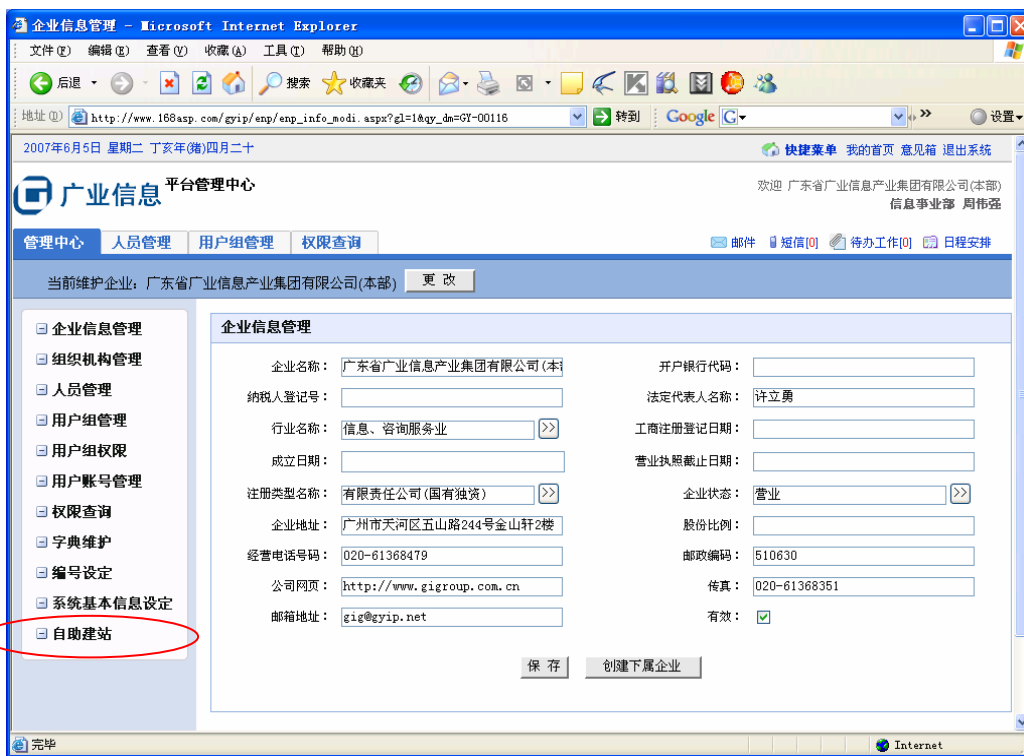 企业信息管理 - Microsoft Internet Explorer
文件(F) 编辑(E) 查看(V) 收藏(A) 工具(T) 帮助(H)
后退 搜索 收藏夹
地址(D) http://www.168asp.com/gyip/enp/enp_info_modi.aspx?gl=1&qy_dm=GY-00116 转到 Google G 设置
2007年6月5日 星期二 丁亥年(猪)四月二十 快捷菜单 我的首页 意见箱 退出系统
广业信息 平台管理中心 欢迎 广东省广业信息产业集团有限公司(本部)
信息事业部 周伟强
管理中心 人员管理 用户组管理 权限查询 邮件 短信[0] 待办工作[0] 日程安排
当前维护企业: 广东省广业信息产业集团有限公司(本部) 更 改
企业信息管理
组织机构管理
人员管理
用户组管理
用户组权限
用户账号管理
权限查询
字典维护
编号设定
系统基本信息设定
自助建站
企业信息管理
企业名称: 广东省广业信息产业集团有限公司(本 开户银行代码:
纳税人登记号: 法定代表人名称: 许立勇
行业名称: 信息、咨询服务业 >> 工商注册登记日期:
成立日期: 营业执照截止日期:
注册类型名称: 有限责任公司(国有独资) >> 企业状态: 营业 >>
企业地址: 广州市天河区五山路244号金山轩2楼 股份比例:
经营电话号码: 020-61368479 邮政编码: 510630
公司网页: http://www.gigroup.com.cn 传真: 020-61368351
邮箱地址: gig@gyip.net 有效:
保 存 创建下属企业
完毕 Internet